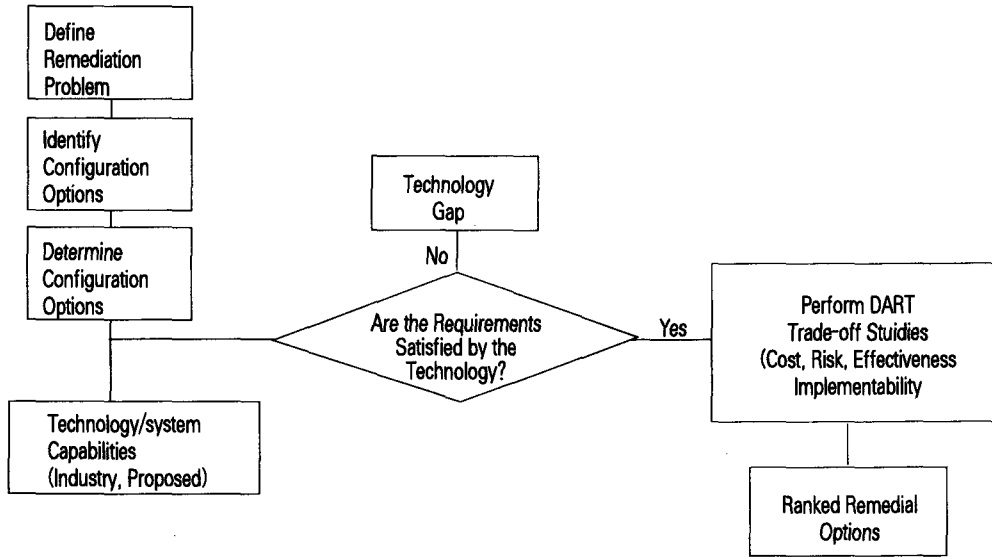 Define
Remediation
Problem
Identify
Configuration
Options
Determine
Configuration
Options
Technology/system
Capabilities
(Industry, Proposed)
Technology
Gap
No
Are the Requirements
Satisfied by the
Technology?
Yes
Perform DART
Trade-off Stuidies
(Cost, Risk, Effectiveness
Implementability
Ranked Remedial
Options